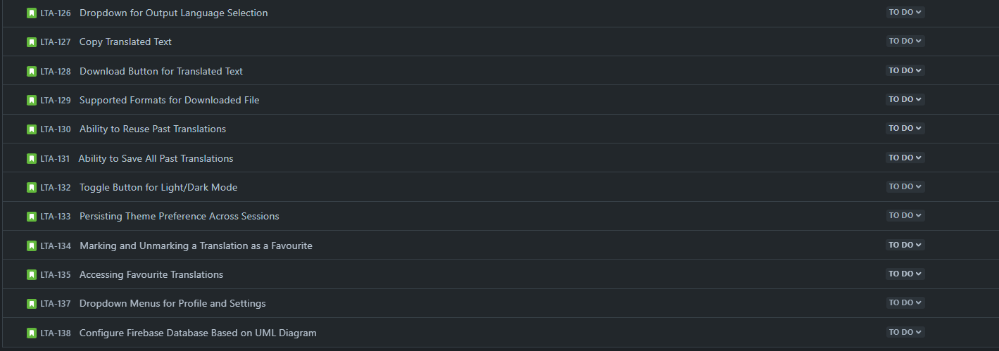 LTA-126 Dropdown for Output Language Selection TO DO
LTA-127 Copy Translated Text TO DO
LTA-128 Download Button for Translated Text TO DO
LTA-129 Supported Formats for Downloaded File TO DO
LTA-130 Ability to Reuse Past Translations TO DO
LTA-131 Ability to Save All Past Translations TO DO
LTA-132 Toggle Button for Light/Dark Mode TO DO
LTA-133 Persisting Theme Preference Across Sessions TO DO
LTA-134 Marking and Unmarking a Translation as a Favourite TO DO
LTA-135 Accessing Favourite Translations TO DO
LTA-137 Dropdown Menus for Profile and Settings TO DO
LTA-138 Configure Firebase Database Based on UML Diagram TO DO